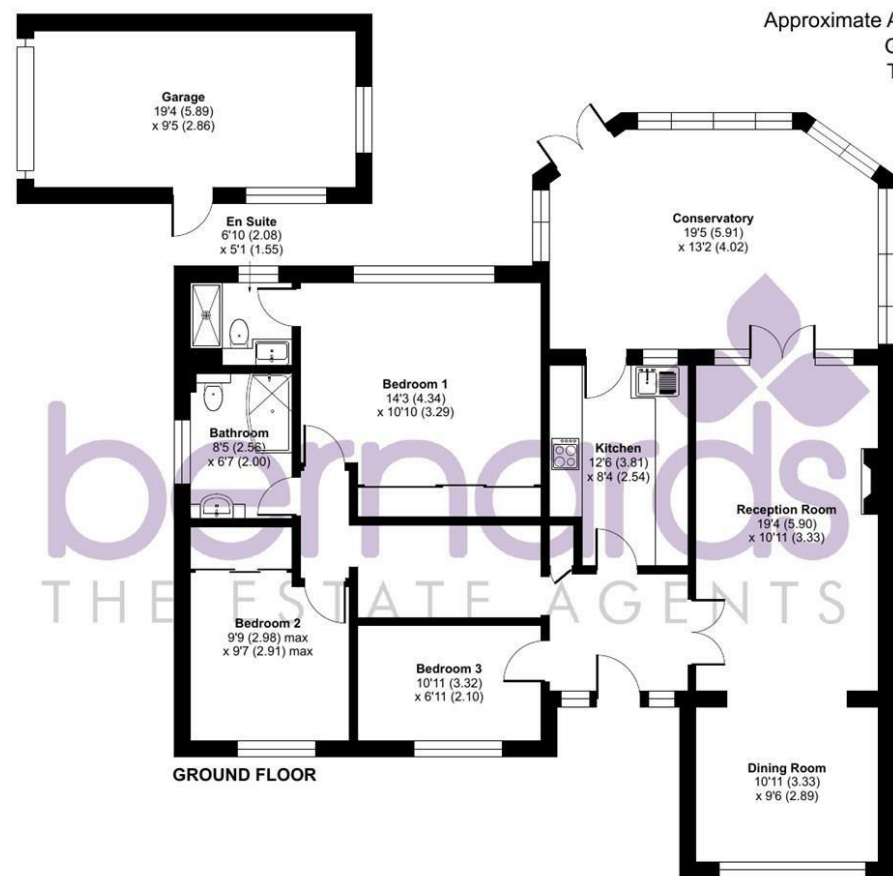 Approximate A
G
T
Garage
19'4 (5.89)
x 9'5 (2.86)
En Suite
6'10 (2.08)
x 5'1 (1.55)
Conservatory
19'5 (5.91)
x 13'2 (4.02)
Bedroom 1
14'3 (4.34)
x 10'10 (3.29)
Bathroom
8'5 (2.56)
x 6'7 (2.00)
Kitchen
12'6 (3.81)
x 8'4 (2.54)
Reception Room
19'4 (5.90)
x 10'11 (3.33)
bernards
THE ESTATE AGENTS
Bedroom 2
9'9 (2.98) max
x 9'7 (2.91) max
Bedroom 3
10'11 (3.32)
x 6'11 (2.10)
Dining Room
10'11 (3.33)
x 9'6 (2.89)
GROUND FLOOR